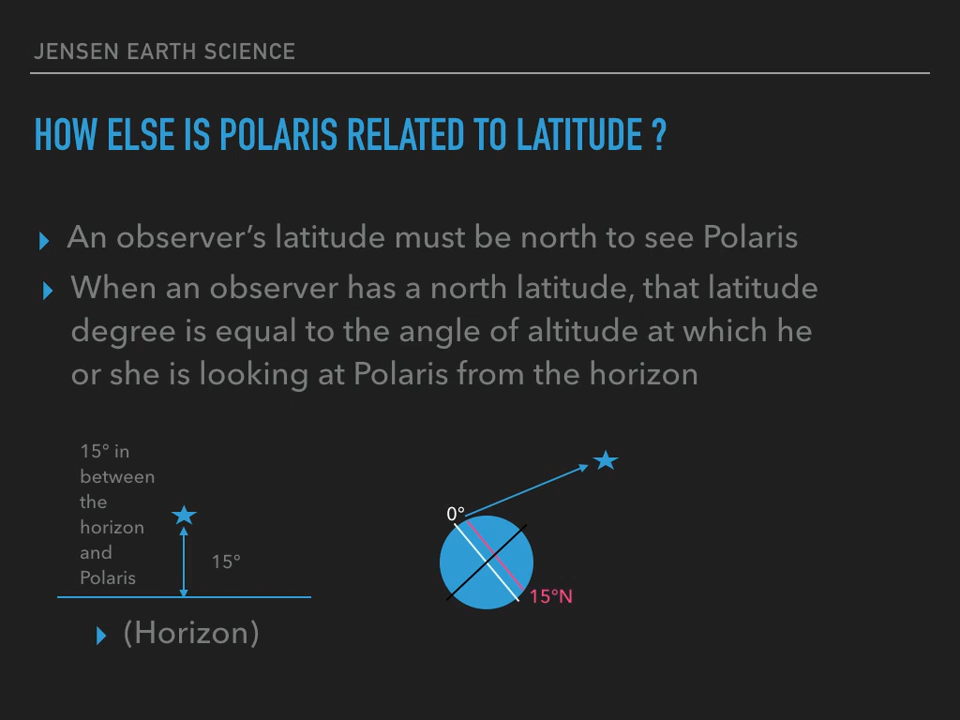 JENSEN EARTH SCIENCE
HOW ELSE IS POLARIS RELATED TO LATITUDE ?
An observer's latitude must be north to see Polaris
When an observer has a north latitude, that latitude
degree is equal to the angle of altitude at which he
or she is looking at Polaris from the horizon
15° in
between
the
horizon
and
Polaris
15°
(Horizon)
0°
15°N